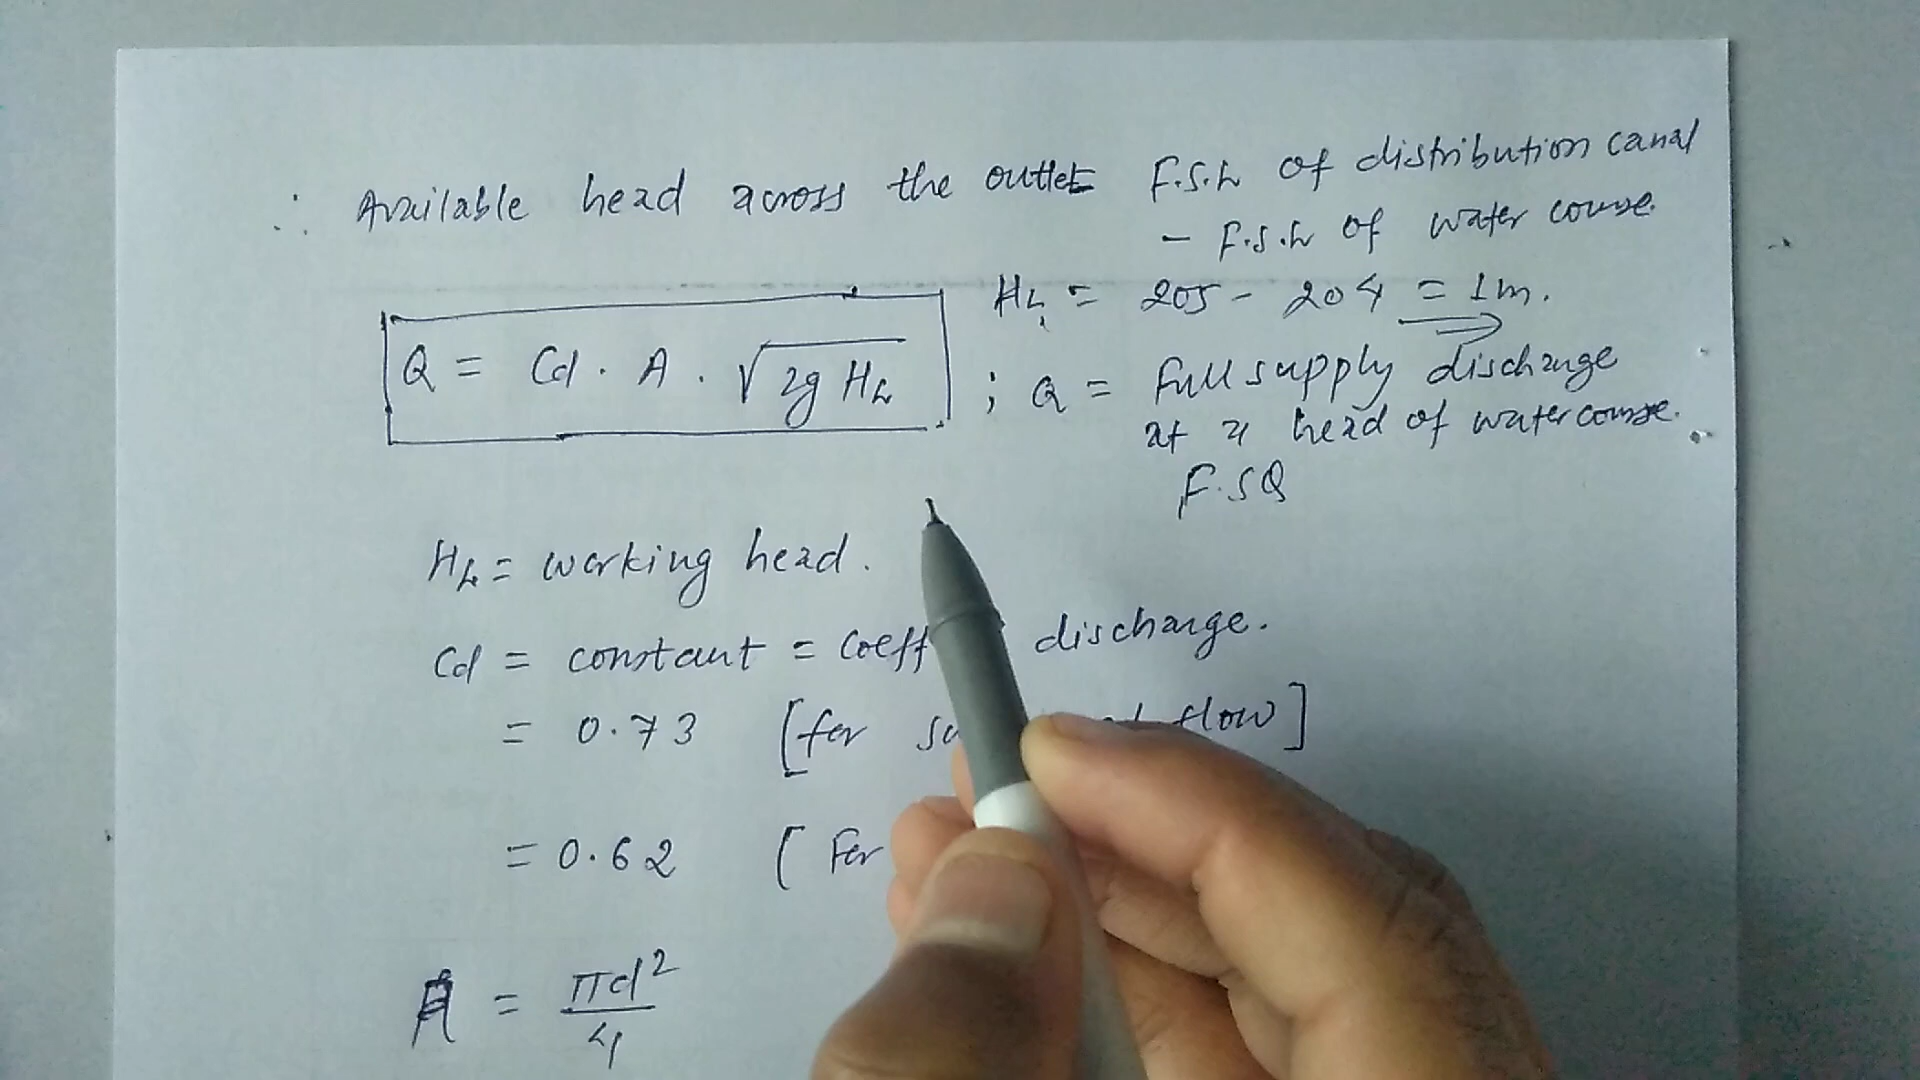 ∴ Available head across the outlet F.S.L of distribution canal
– F.S.L of water course.
H_L = 205 - 204 = 1m.
Q = Cd . A . √2g H_L ; Q = Full supply discharge
at head of water course.
F.SQ
H_L = working head.
Cd = constant = coeff discharge.
= 0.73 [for flow]
= 0.62 [For
A = πd²/4